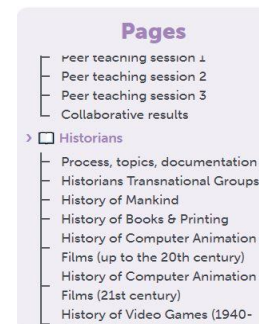 Pages
Peer teaching session 1
Peer teaching session 2
Peer teaching session 3
Collaborative results
Historians
Process, topics, documentation
Historians Transnational Groups
History of Mankind
History of Books & Printing
History of Computer Animation
Films (up to the 20th century)
History of Computer Animation
Films (21st century)
History of Video Games (1940-